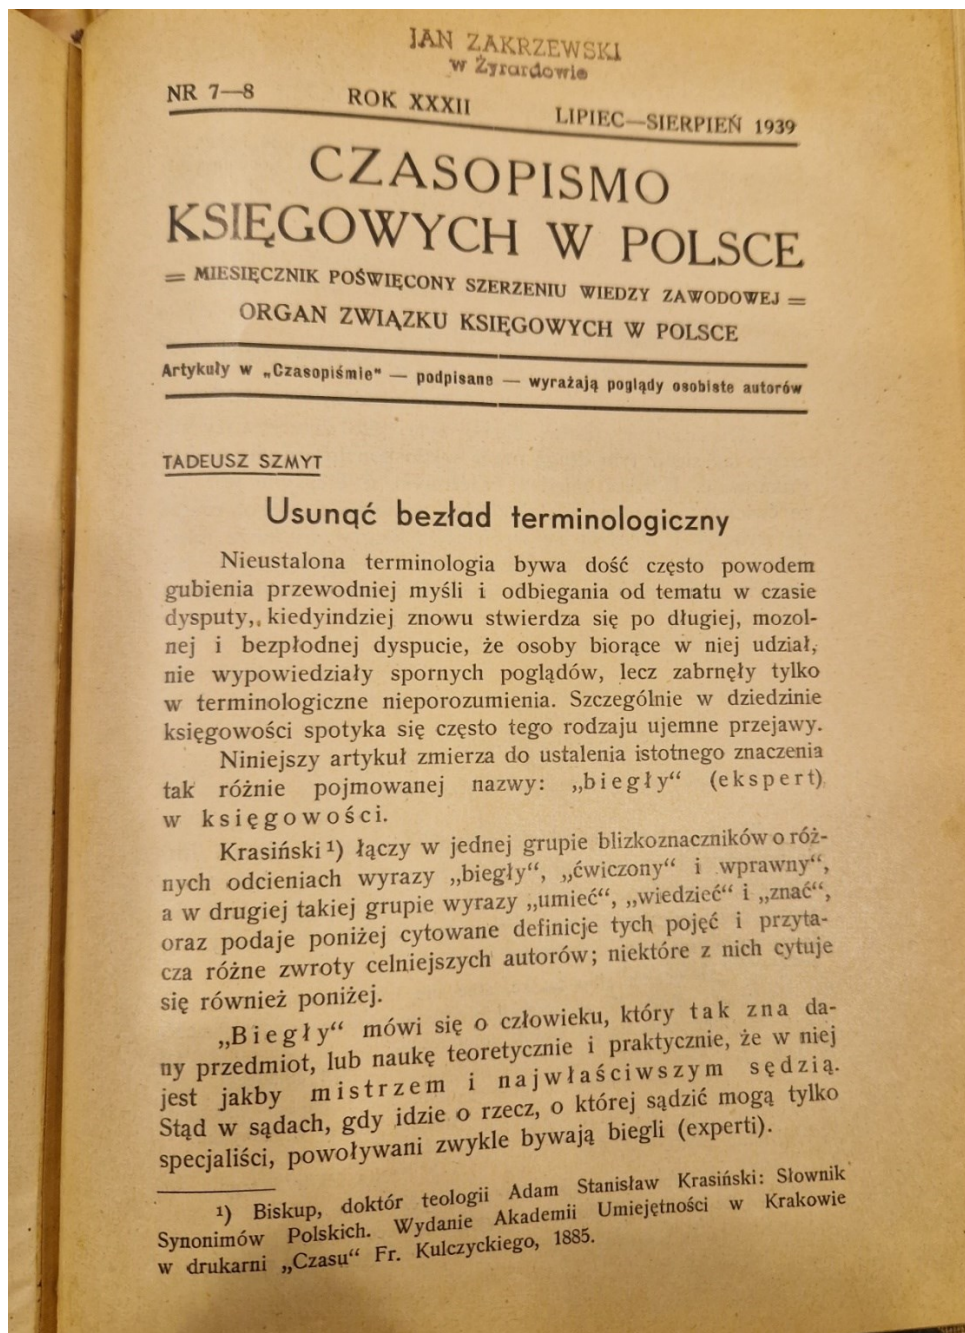 JAN ZAKRZEWSKI
w Żyrardowie
NR 7—8 ROK XXXII LIPIEC—SIERPIEŃ 1939
CZASOPISMO
KSIĘGOWYCH W POLSCE
= MIESIĘCZNIK POŚWIĘCONY SZERZENIU WIEDZY ZAWODOWEJ =
ORGAN ZWIĄZKU KSIĘGOWYCH W POLSCE
Artykuły w „Czasopiśmie" — podpisane — wyrażają poglądy osobiste autorów
TADEUSZ SZMYT
Usunąć bezład terminologiczny
Nieustalona terminologia bywa dość często powodem
gubienia przewodniej myśli i odbiegania od tematu w czasie
dysputy,. kiedyindziej znowu stwierdza się po długiej, mozol-
nej i bezpłodnej dyspucie, że osoby biorące w niej udział,
nie wypowiedziały spornych poglądów, lecz zabrnęły tylko
w terminologiczne nieporozumienia. Szczególnie w dziedzinie
księgowości spotyka się często tego rodzaju ujemne przejawy.
Niniejszy artykuł zmierza do ustalenia istotnego znaczenia
tak różnie pojmowanej nazwy: „biegły“ (ekspert)
w księgowości.
Krasiński ¹) łączy w jednej grupie blizkoznaczników o róż-
nych odcieniach wyrazy „biegły“, „ćwiczony“ i wprawny“,
a w drugiej takiej grupie wyrazy „umieć“, „wiedzieć“ i „znać“,
oraz podaje poniżej cytowane definicje tych pojęć i przyta-
cza różne zwroty celniejszych autorów; niektóre z nich cytuje
się również poniżej.
„Biegły“ mówi się o człowieku, który tak zna da-
ny przedmiot, lub naukę teoretycznie i praktycznie, że w niej
jest jakby mistrzem i najwłaściwszym sędzią.
Stąd w sądach, gdy idzie o rzecz, o której sądzić mogą tylko
specjaliści, powoływani zwykle bywają biegli (experti).
¹) Biskup, doktór teologii Adam Stanisław Krasiński: Słownik
Synonimów Polskich. Wydanie Akademii Umiejętności w Krakowie
w drukarni „Czasu“ Fr. Kulczyckiego, 1885.